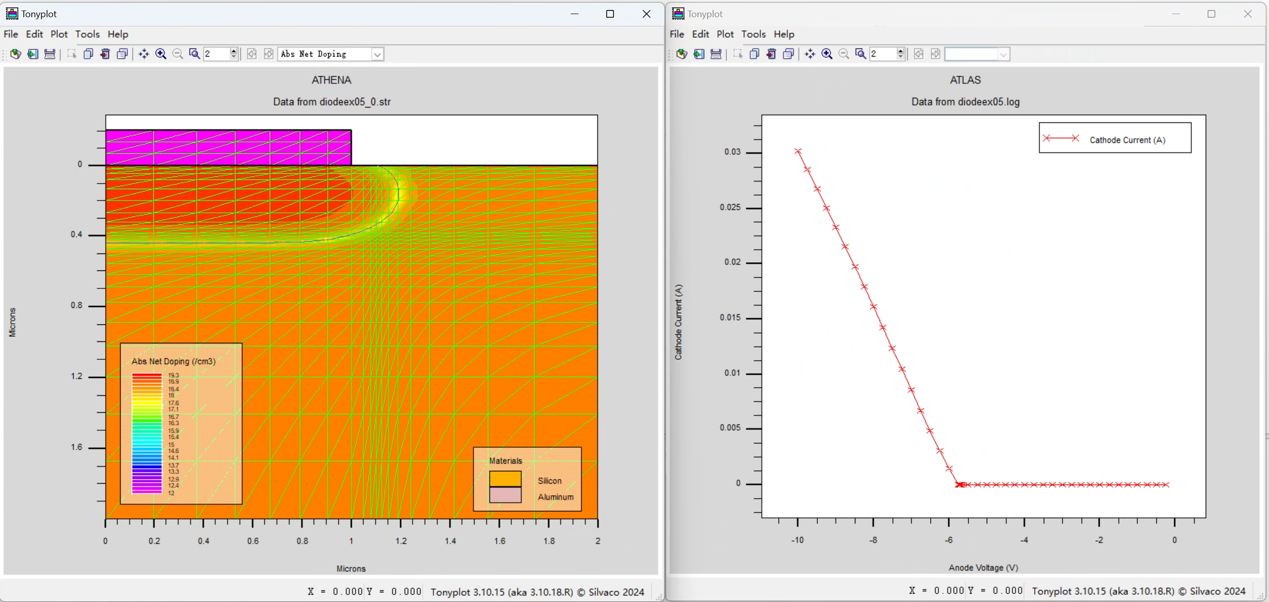 Tonyplot
File Edit Plot Tools Help
2 Abs Net Doping
ATHENA
Data from diodeex05_0.str
0
0.4
0.8
1.2
1.6
Microns
Abs Net Doping (/cm3)
19.3
18.9
18.4
18
17.6
17.1
16.7
16.3
15.9
15.4
15
14.6
14.1
13.7
13.3
12.9
12.4
12
Materials
Silicon
Aluminum
0 0.2 0.4 0.6 0.8 1 1.2 1.4 1.6 1.8 2
Microns
X = 0.000 Y = 0.000 Tonyplot 3.10.15 (aka 3.10.18.R) © Silvaco 2024
Tonyplot
File Edit Plot Tools Help
2
ATLAS
Data from diodeex05.log
Cathode Current (A)
0.03
0.025
0.02
0.015
0.01
0.005
0
Cathode Current (A)
-10 -8 -6 -4 -2 0
Anode Voltage (V)
X = 0.000 Y = 0.000 Tonyplot 3.10.15 (aka 3.10.18.R) © Silvaco 2024